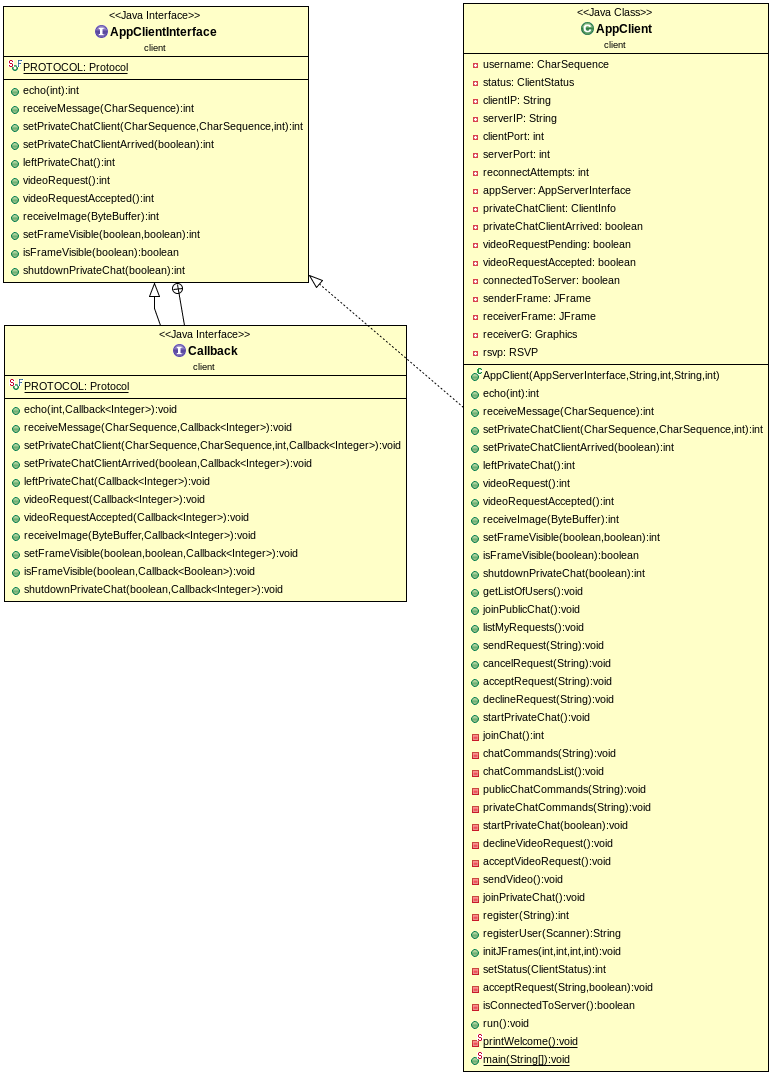 <<Java Interface>>
AppClientInterface
client
PROTOCOL: Protocol
echo(int):int
receiveMessage(CharSequence):int
setPrivateChatClient(CharSequence,CharSequence,int):int
setPrivateChatClientArrived(boolean):int
leftPrivateChat():int
videoRequest():int
videoRequestAccepted():int
receiveImage(ByteBuffer):int
setFrameVisible(boolean,boolean):int
isFrameVisible(boolean):boolean
shutdownPrivateChat(boolean):int
<<Java Interface>>
Callback
client
PROTOCOL: Protocol
echo(int,Callback<Integer>):void
receiveMessage(CharSequence,Callback<Integer>):void
setPrivateChatClient(CharSequence,CharSequence,int,Callback<Integer>):void
setPrivateChatClientArrived(boolean,Callback<Integer>):void
leftPrivateChat(Callback<Integer>):void
videoRequest(Callback<Integer>):void
videoRequestAccepted(Callback<Integer>):void
receiveImage(ByteBuffer,Callback<Integer>):void
setFrameVisible(boolean,boolean,Callback<Integer>):void
isFrameVisible(boolean,Callback<Boolean>):void
shutdownPrivateChat(boolean,Callback<Integer>):void
<<Java Class>>
AppClient
client
username: CharSequence
status: ClientStatus
clientIP: String
serverIP: String
clientPort: int
serverPort: int
reconnectAttempts: int
appServer: AppServerInterface
privateChatClient: ClientInfo
privateChatClientArrived: boolean
videoRequestPending: boolean
videoRequestAccepted: boolean
connectedToServer: boolean
senderFrame: JFrame
receiverFrame: JFrame
receiverG: Graphics
rsvp: RSVP
AppClient(AppServerInterface,String,int,String,int)
echo(int):int
receiveMessage(CharSequence):int
setPrivateChatClient(CharSequence,CharSequence,int):int
setPrivateChatClientArrived(boolean):int
leftPrivateChat():int
videoRequest():int
videoRequestAccepted():int
receiveImage(ByteBuffer):int
setFrameVisible(boolean,boolean):int
isFrameVisible(boolean):boolean
shutdownPrivateChat(boolean):int
getListOfUsers():void
joinPublicChat():void
listMyRequests():void
sendRequest(String):void
cancelRequest(String):void
acceptRequest(String):void
declineRequest(String):void
startPrivateChat():void
joinChat():int
chatCommands(String):void
chatCommandsList():void
publicChatCommands(String):void
privateChatCommands(String):void
startPrivateChat(boolean):void
declineVideoRequest():void
acceptVideoRequest():void
sendVideo():void
joinPrivateChat():void
register(String):int
registerUser(Scanner):String
initJFrames(int,int,int,int):void
setStatus(ClientStatus):int
acceptRequest(String,boolean):void
isConnectedToServer():boolean
run():void
printWelcome():void
main(String[]):void